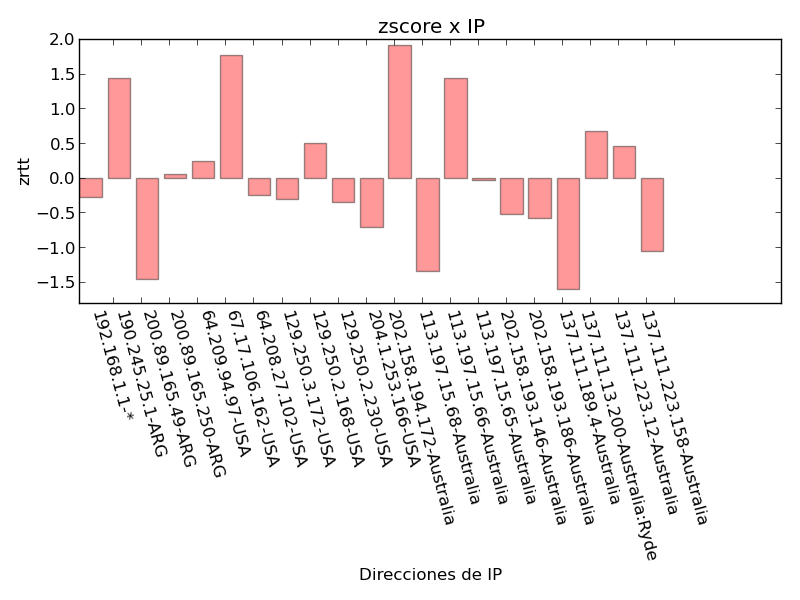 zscore x IP
zrtt
2.0
1.5
1.0
0.5
0.0
−0.5
−1.0
−1.5
192.168.1.1-*
190.245.25.1-ARG
200.89.165.49-ARG
200.89.165.250-ARG
64.209.94.97-USA
67.17.106.162-USA
64.208.27.102-USA
129.250.3.172-USA
129.250.2.168-USA
129.250.2.230-USA
204.1.253.166-USA
202.158.194.172-Australia
113.197.15.68-Australia
113.197.15.66-Australia
113.197.15.65-Australia
202.158.193.146-Australia
202.158.193.186-Australia
137.111.189.4-Australia
137.111.13.200-Australia:Ryde
137.111.223.12-Australia
137.111.223.158-Australia
Direcciones de IP